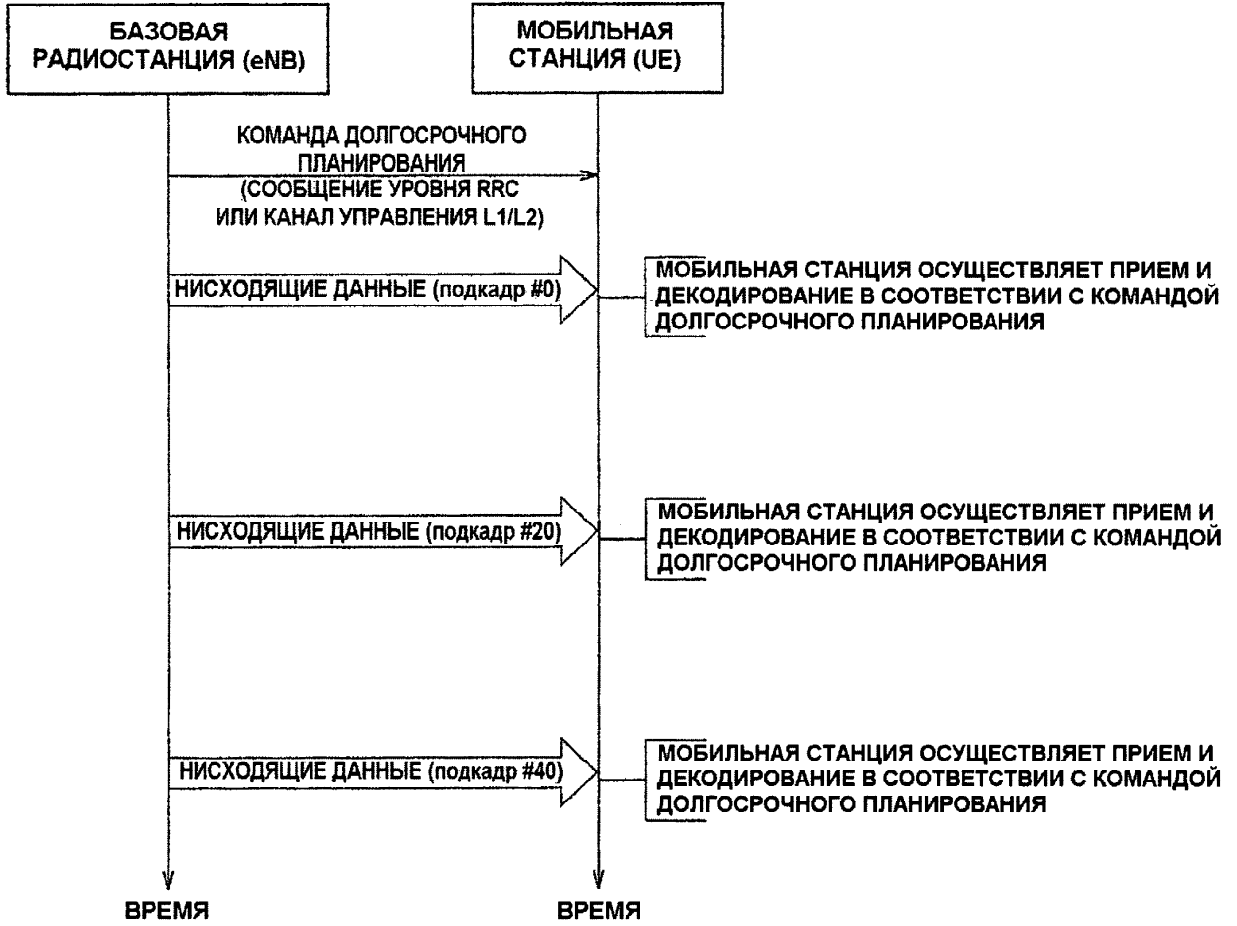 БАЗОВАЯ
РАДИОСТАНЦИЯ (eNB)
МОБИЛЬНАЯ
СТАНЦИЯ (UE)
КОМАНДА ДОЛГОСРОЧНОГО
ПЛАНИРОВАНИЯ
(СООБЩЕНИЕ УРОВНЯ RRC
ИЛИ КАНАЛ УПРАВЛЕНИЯ L1/L2)
НИСХОДЯЩИЕ ДАННЫЕ (подкадр #0)
МОБИЛЬНАЯ СТАНЦИЯ ОСУЩЕСТВЛЯЕТ ПРИЕМ И
ДЕКОДИРОВАНИЕ В СООТВЕТСТВИИ С КОМАНДОЙ
ДОЛГОСРОЧНОГО ПЛАНИРОВАНИЯ
НИСХОДЯЩИЕ ДАННЫЕ (подкадр #20)
МОБИЛЬНАЯ СТАНЦИЯ ОСУЩЕСТВЛЯЕТ ПРИЕМ И
ДЕКОДИРОВАНИЕ В СООТВЕТСТВИИ С КОМАНДОЙ
ДОЛГОСРОЧНОГО ПЛАНИРОВАНИЯ
НИСХОДЯЩИЕ ДАННЫЕ (подкадр #40)
МОБИЛЬНАЯ СТАНЦИЯ ОСУЩЕСТВЛЯЕТ ПРИЕМ И
ДЕКОДИРОВАНИЕ В СООТВЕТСТВИИ С КОМАНДОЙ
ДОЛГОСРОЧНОГО ПЛАНИРОВАНИЯ
ВРЕМЯ
ВРЕМЯ